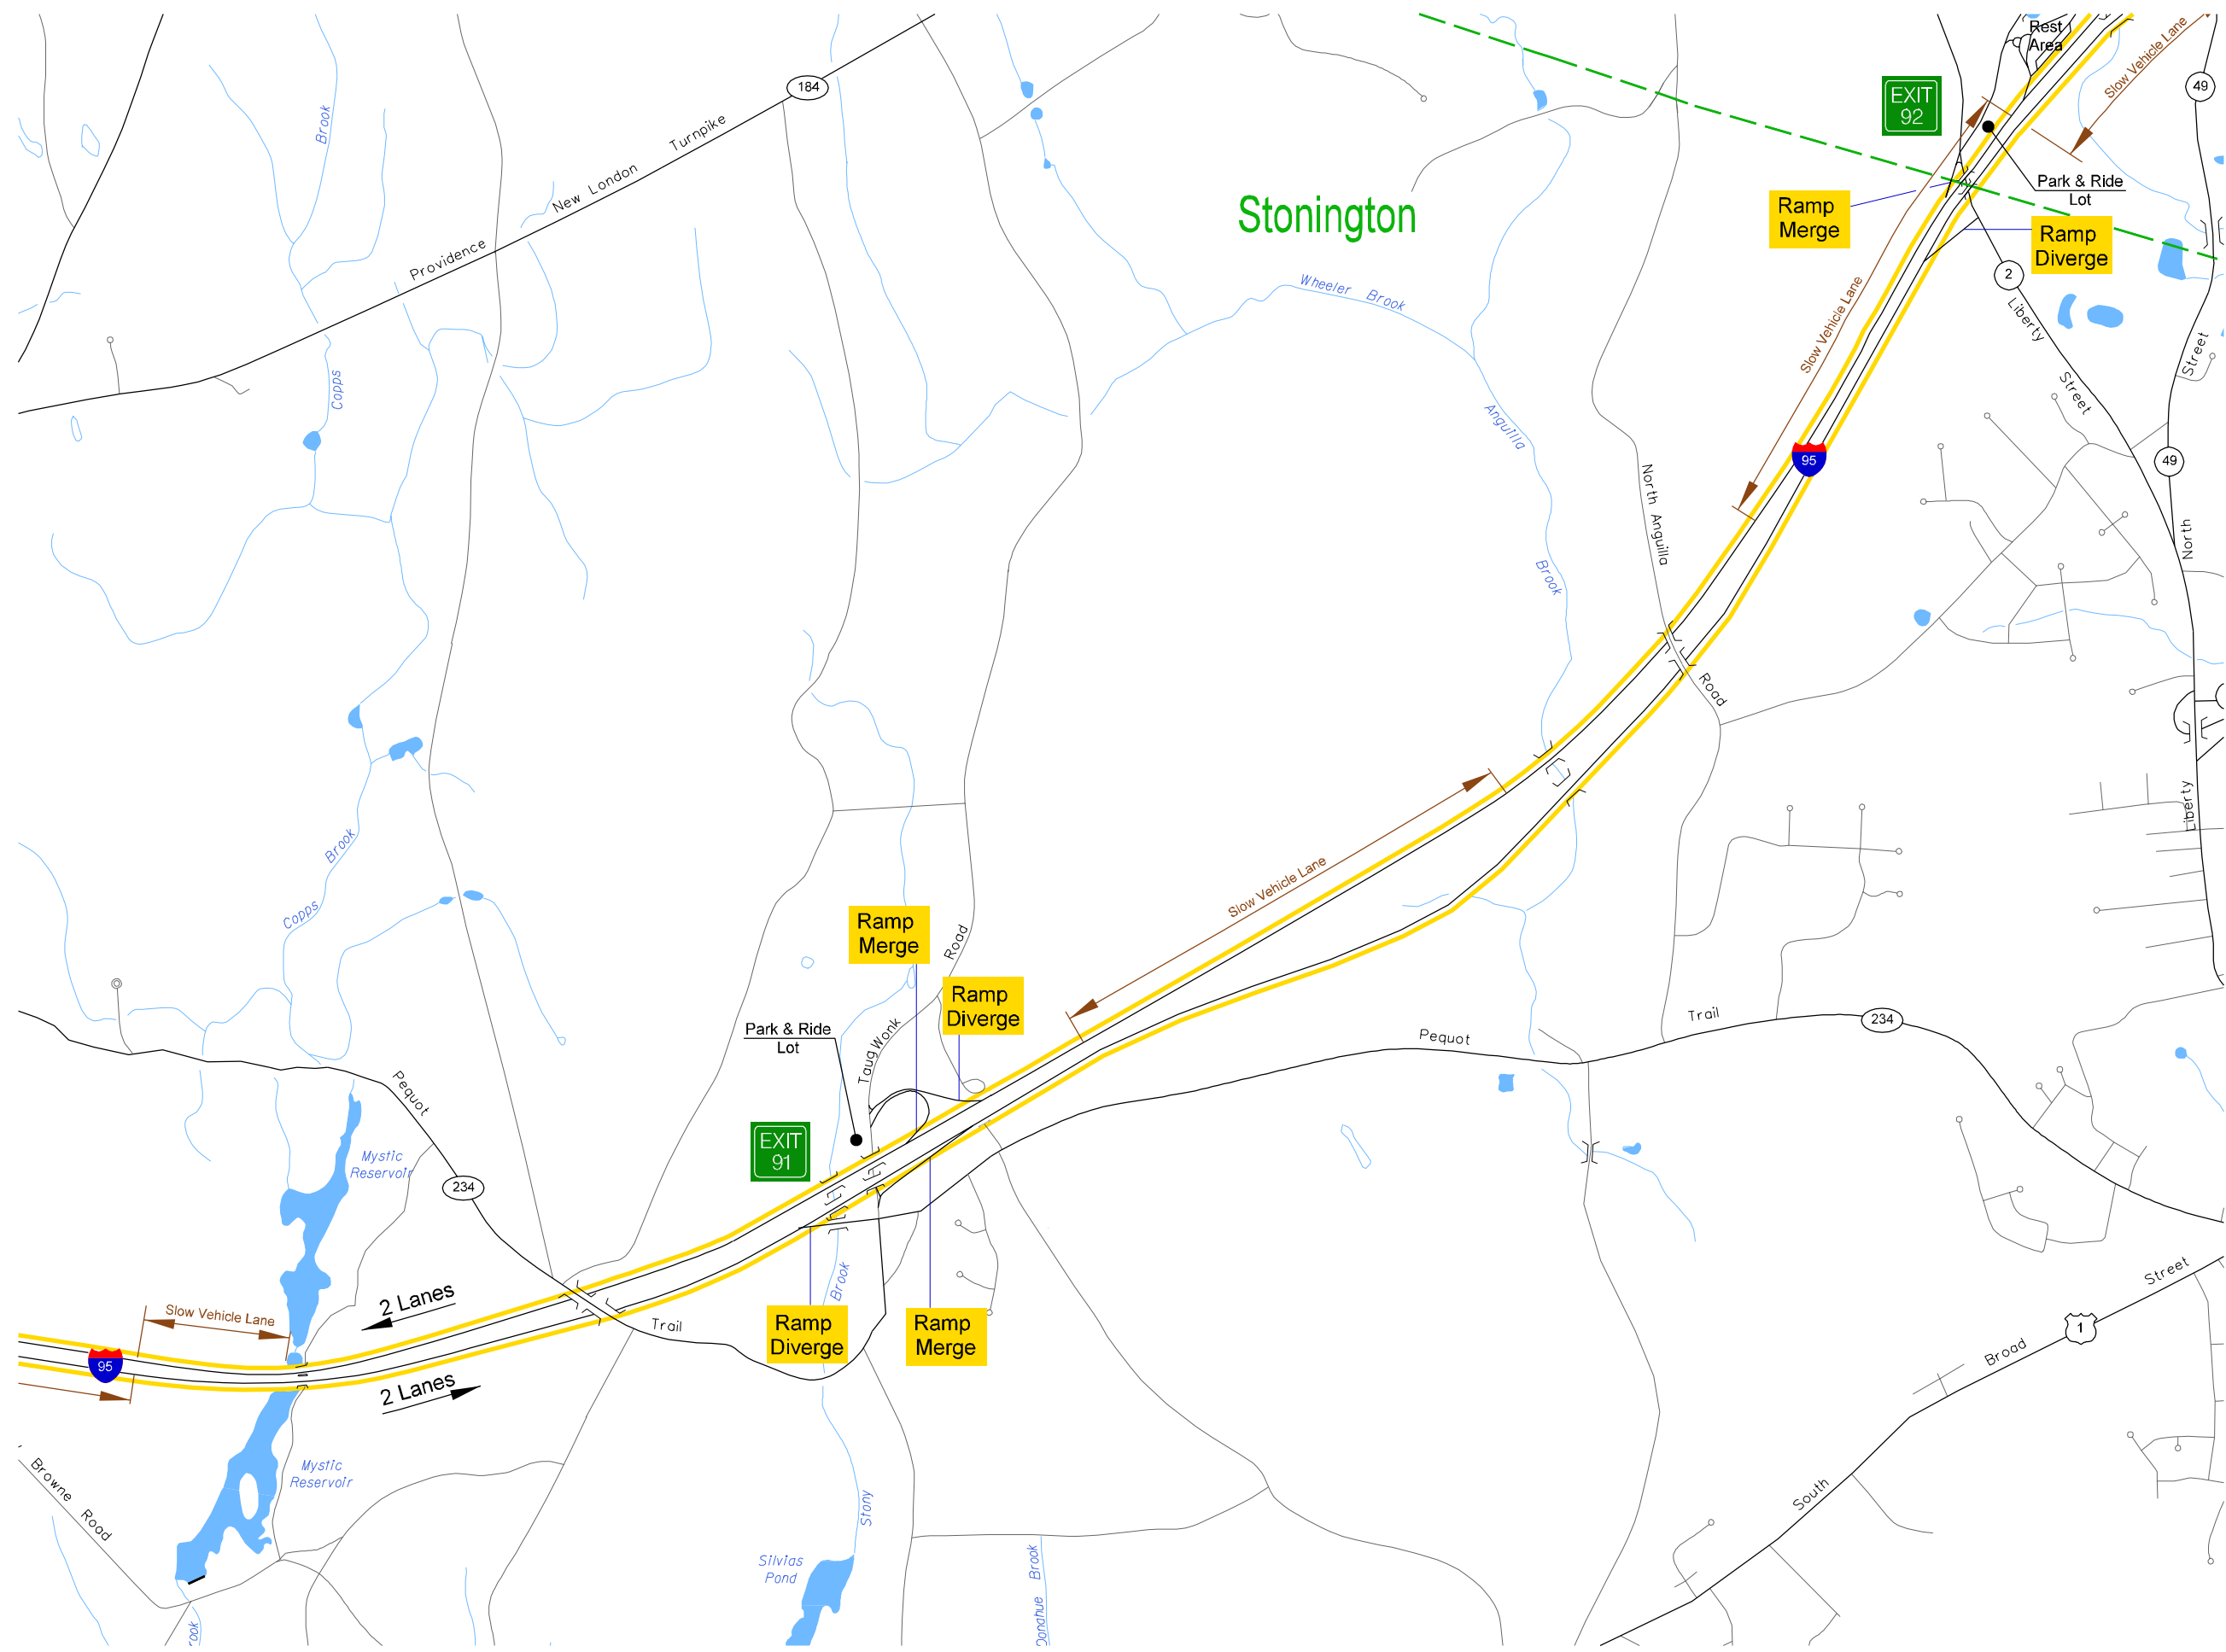 Rest
Area
Slow Vehicle Lane
49
EXIT
92
184
Brook
Providence New London Turnpike
Stonington
Park & Ride
Lot
Ramp
Merge
Ramp
Diverge
2
Liberty
Street
Wheeler Brook
Slow Vehicle Lane
Street
Copps
Anguilla
Brook
95
49
North
North Anguilla
Road
Liberty
Copps
Brook
Slow Vehicle Lane
Ramp
Merge
Road
Ramp
Diverge
Taug Wonk
Park & Ride
Lot
EXIT
91
Pequot
Trail
234
Pequot
Mystic
Reservoir
234
Brook
2 Lanes
Slow Vehicle Lane
95
2 Lanes
Trail
Ramp
Diverge
Ramp
Merge
Street
1
Broad
South
Browne Road
Mystic
Reservoir
Stony
Silvias
Pond
Donahue Brook
rook